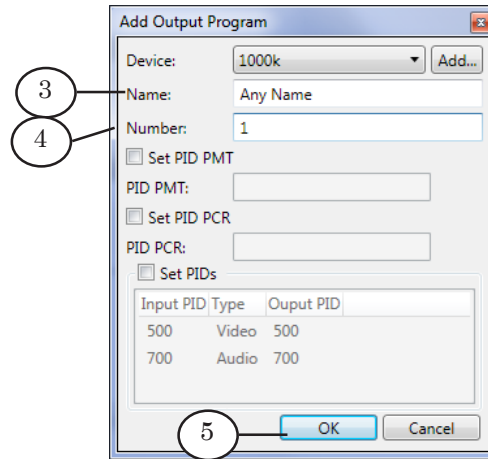 Add Output Program
Device: 1000k Add...
3 Name: Any Name
4 Number: 1
Set PID PMT
PID PMT:
Set PID PCR
PID PCR:
Set PIDs
Input PID Type Ouput PID
500 Video 500
700 Audio 700
5 OK Cancel